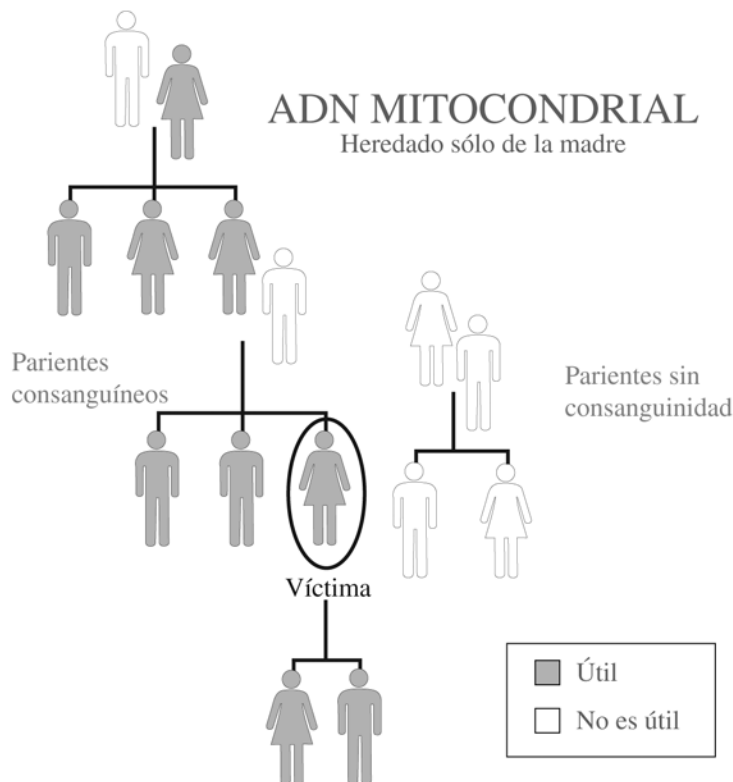 ADN MITOCONDRIAL
Heredado sólo de la madre
Parientes
consanguíneos
Parientes sin
consanguinidad
Víctima
Útil
No es útil